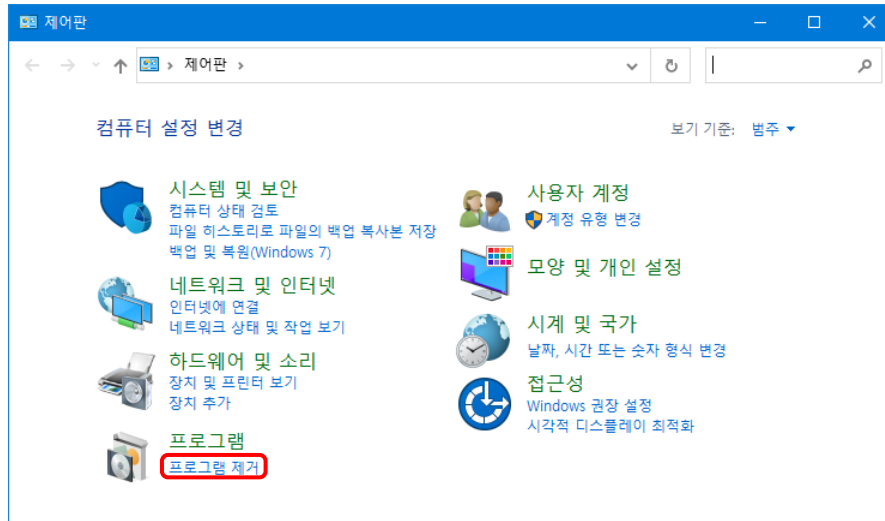 제어판
제어판
컴퓨터 설정 변경
보기 기준: 범주
시스템 및 보안
컴퓨터 상태 검토
파일 히스토리로 파일의 백업 복사본 저장
백업 및 복원(Windows 7)
네트워크 및 인터넷
인터넷에 연결
네트워크 상태 및 작업 보기
하드웨어 및 소리
장치 및 프린터 보기
장치 추가
프로그램
프로그램 제거
사용자 계정
계정 유형 변경
모양 및 개인 설정
시계 및 국가
날짜, 시간 또는 숫자 형식 변경
접근성
Windows 권장 설정
시각적 디스플레이 최적화